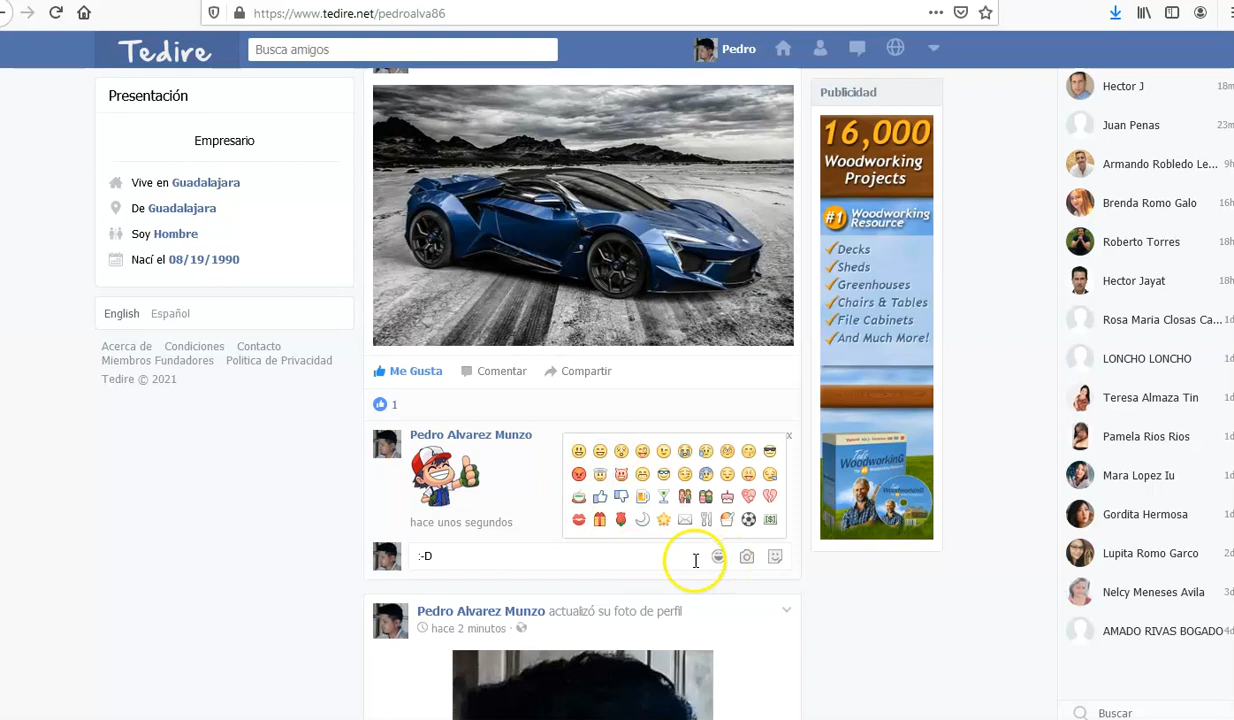 https://www.tedire.net/pedroalva86
Tedire
Busca amigos
Pedro
Presentación
Empresario
Vive en Guadalajara
De Guadalajara
Soy Hombre
Nací el 08/19/1990
English Español
Acerca de Condiciones Contacto
Miembros Fundadores Politica de Privacidad
Tedire © 2021
Me Gusta Comentar Compartir
1
Pedro Alvarez Munzo
x
hace unos segundos
:-D
Pedro Alvarez Munzo actualizó su foto de perfil
hace 2 minutos ·
Publicidad
16,000
Woodworking
Projects
#1 Woodworking
Resource
Decks
Sheds
Greenhouses
Chairs & Tables
File Cabinets
And Much More!
Hector J 18m
Juan Penas 23m
Armando Robledo Le... 9h
Brenda Romo Galo 16h
Roberto Torres 18h
Hector Jayat 18h
Rosa Maria Closas Ca... 1d
LONCHO LONCHO 1d
Teresa Almaza Tin 1d
Pamela Rios Rios 1d
Mara Lopez Iu 1d
Gordita Hermosa 1d
Lupita Romo Garco 2d
Nelcy Meneses Avila 3d
AMADO RIVAS BOGADO 4d
Buscar